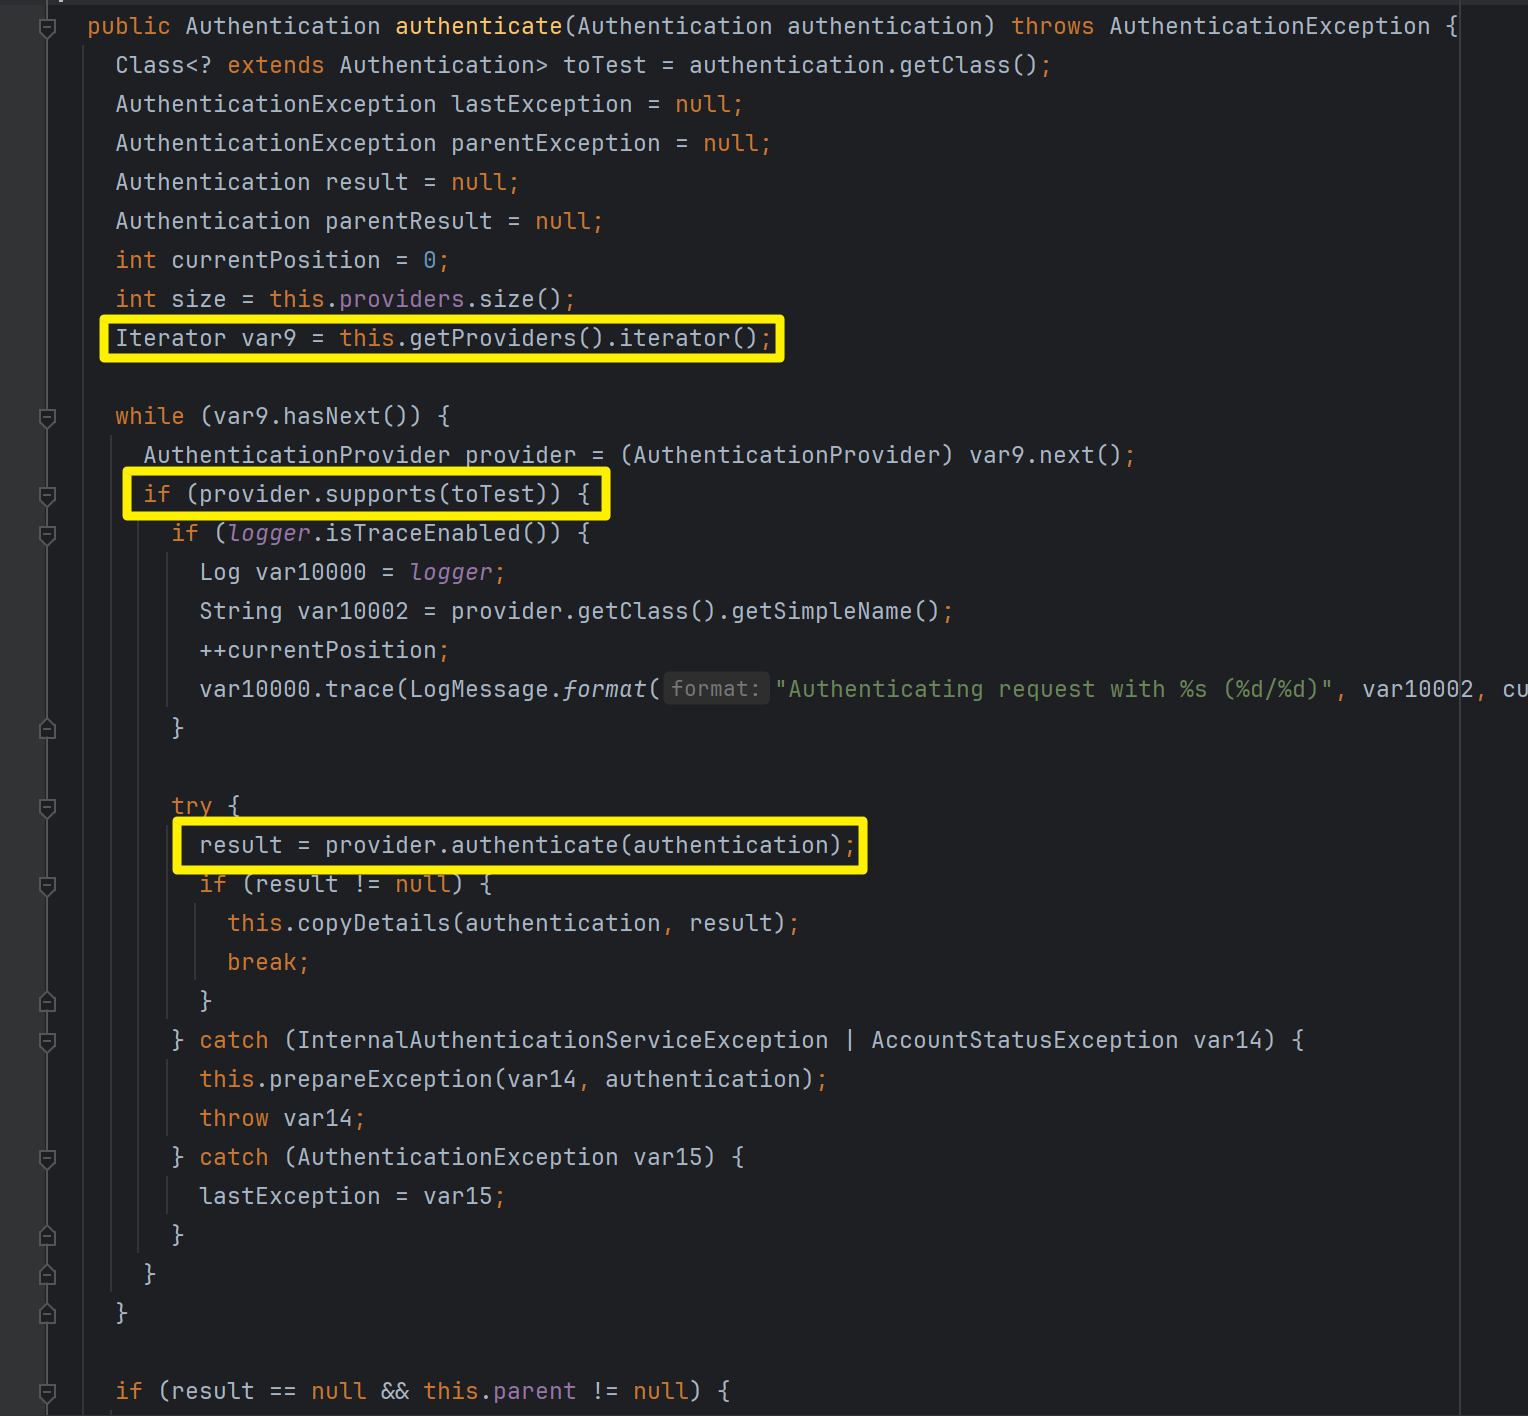 public Authentication authenticate(Authentication authentication) throws AuthenticationException {
Class<? extends Authentication> toTest = authentication.getClass();
AuthenticationException lastException = null;
AuthenticationException parentException = null;
Authentication result = null;
Authentication parentResult = null;
int currentPosition = 0;
int size = this.providers.size();
Iterator var9 = this.getProviders().iterator();
while (var9.hasNext()) {
AuthenticationProvider provider = (AuthenticationProvider) var9.next();
if (provider.supports(toTest)) {
if (logger.isTraceEnabled()) {
Log var10000 = logger;
String var10002 = provider.getClass().getSimpleName();
++currentPosition;
var10000.trace(LogMessage.format( format: "Authenticating request with %s (%d/%d)", var10002, cu
}
try {
result = provider.authenticate(authentication);
if (result != null) {
this.copyDetails(authentication, result);
break;
}
} catch (InternalAuthenticationServiceException | AccountStatusException var14) {
this.prepareException(var14, authentication);
throw var14;
} catch (AuthenticationException var15) {
lastException = var15;
}
}
}
if (result == null && this.parent != null) {